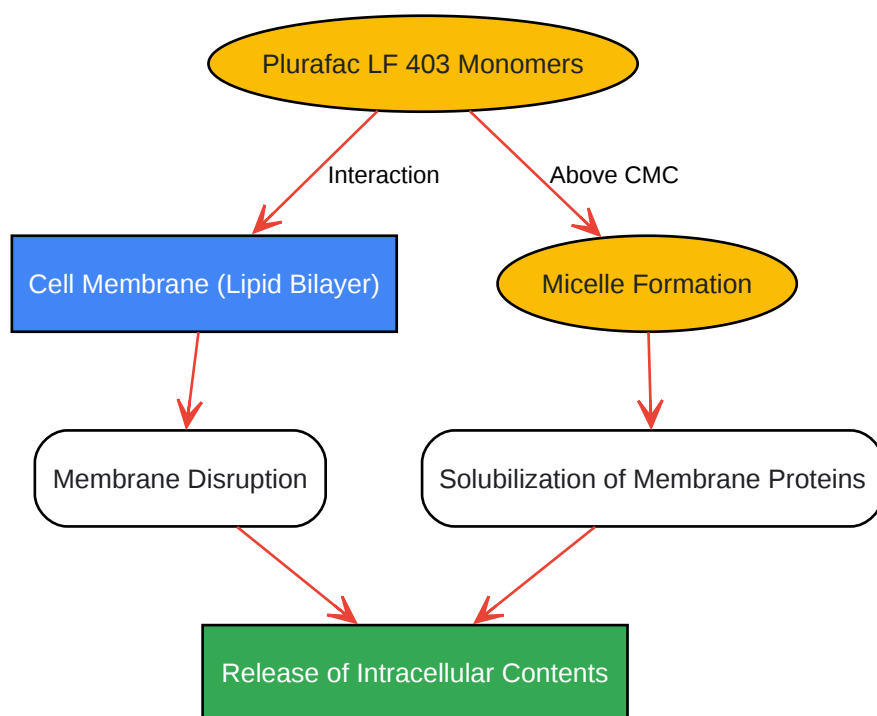 Plurafac LF 403 Monomers
Interaction
Above CMC
Cell Membrane (Lipid Bilayer)
Micelle Formation
Membrane Disruption
Solubilization of Membrane Proteins
Release of Intracellular Contents